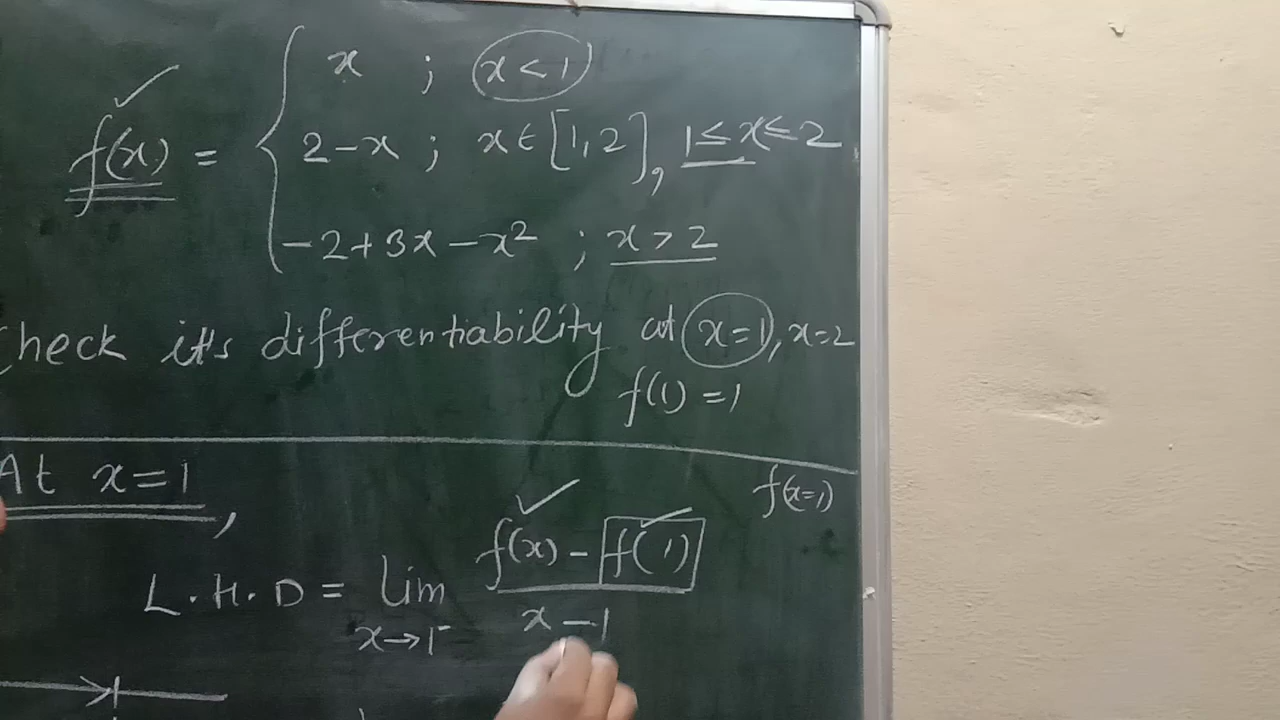 x ; x < 1
f(x) = 2 - x ; x ∈ [1, 2], 1 ≤ x ≤ 2
-2 + 3x - x² ; x > 2
Check it's differentiability at x = 1, x = 2
f(1) = 1
At x = 1,
f(x=1)
L.H.D = lim x→1⁻ f(x) - f(1) / x - 1